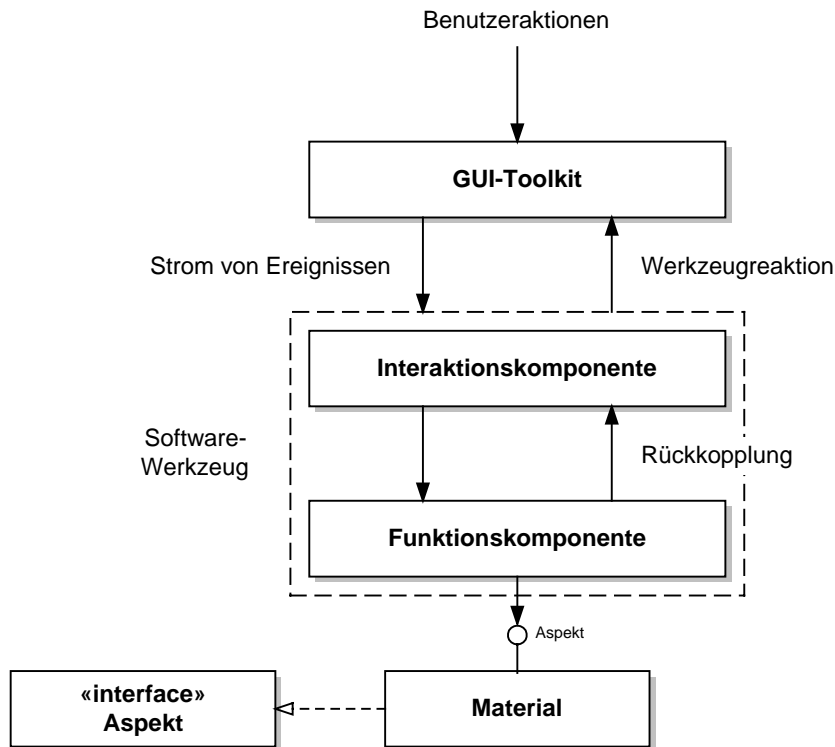 Benutzeraktionen
GUI-Toolkit
Strom von Ereignissen
Werkzeugreaktion
Interaktionskomponente
Software-
Werkzeug
Rückkopplung
Funktionskomponente
Aspekt
«interface»
Aspekt
Material